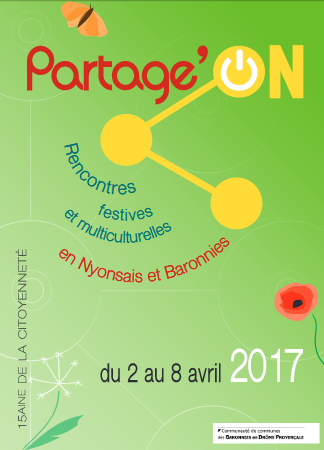 Partage'ON
Rencontres
festives
et multiculturelles
en Nyonsais et Baronnies
15AINE DE LA CITOYENNETÉ
du 2 au 8 avril 2017
Communauté de communes
des BARONNIES EN DRÔME PROVENÇALE